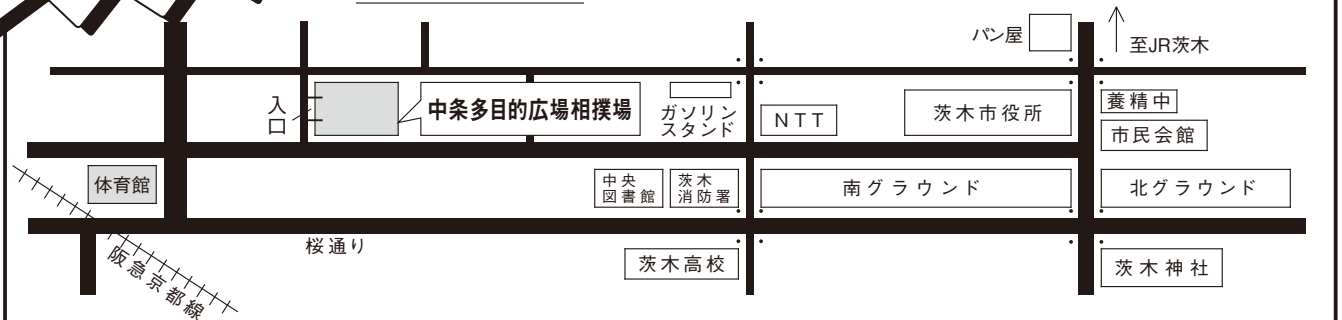 パン屋
至JR茨木
入口
中条多目的広場相撲場
ガソリン
スタンド
NTT
茨木市役所
養精中
市民会館
体育館
中央
図書館
茨木
消防署
南グラウンド
北グラウンド
桜通り
阪急京都線
茨木高校
茨木神社